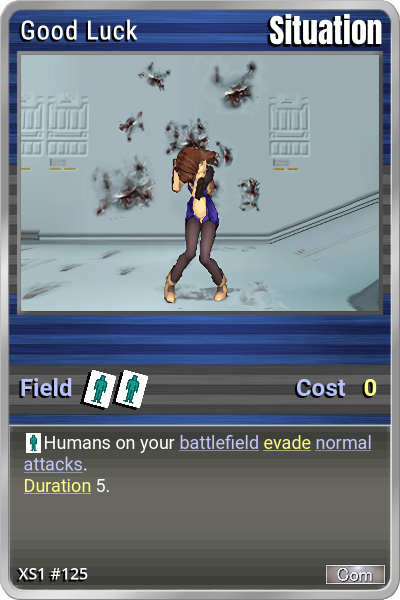 Good Luck
Situation
Field
Cost 0
Humans on your battlefield evade normal
attacks.
Duration 5.
XS1 #125
Com